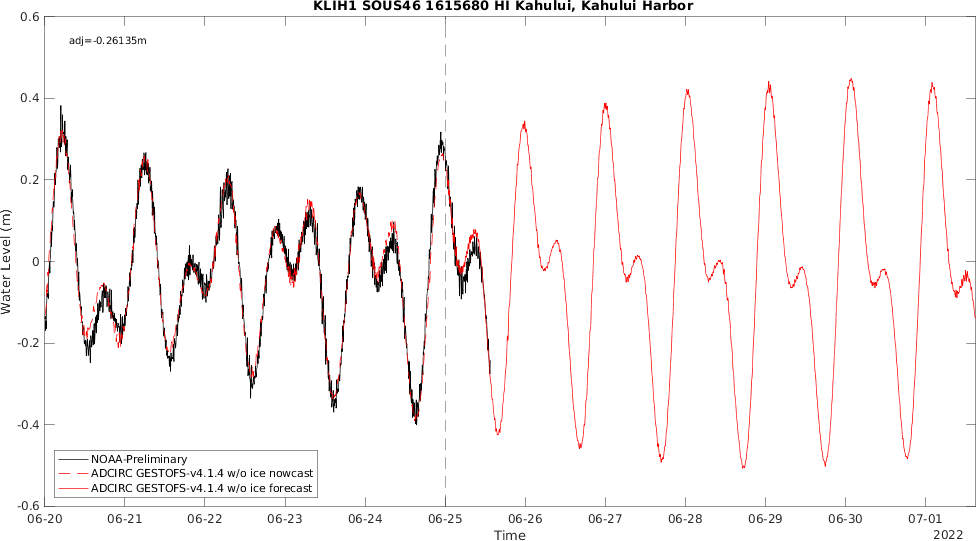 KLIH1 SOUS46 1615680 HI Kahului, Kahului Harbor
adj=-0.26135m
0.6
0.4
0.2
0
-0.2
-0.4
-0.6
Water Level (m)
NOAA-Preliminary
ADCIRC GESTOFS-v4.1.4 w/o ice nowcast
ADCIRC GESTOFS-v4.1.4 w/o ice forecast
06-20 06-21 06-22 06-23 06-24 06-25 06-26 06-27 06-28 06-29 06-30 07-01
Time
2022